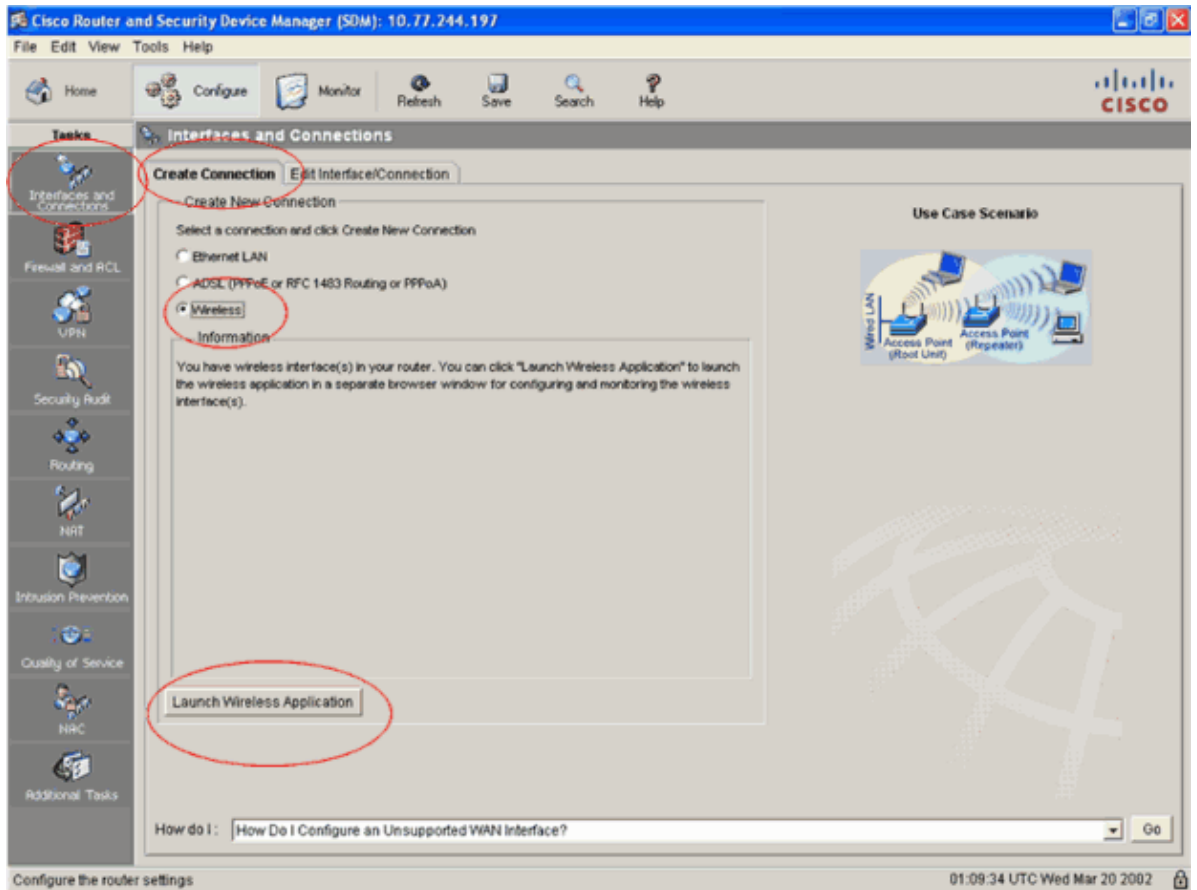 Cisco Router and Security Device Manager (SDM): 10.77.244.197
File Edit View Tools Help
Home Configure Monitor Refresh Save Search Help
CISCO
Tasks
Interfaces and Connections
Interfaces and
Connections
Firewall and ACL
VPN
Security Audit
Routing
NAT
Intrusion Prevention
Quality of Service
NAC
Additional Tasks
Create Connection Edit Interface/Connection
Create New Connection
Select a connection and click Create New Connection
Ethernet LAN
ADSL (PPPoE or RFC 1483 Routing or PPPoA)
Wireless
Information
You have wireless interface(s) in your router. You can click "Launch Wireless Application" to launch
the wireless application in a separate browser window for configuring and monitoring the wireless
interface(s).
Launch Wireless Application
Use Case Scenario
Wired LAN
Access Point
(Root Unit)
Access Point
(Repeater)
How do I: How Do I Configure an Unsupported WAN Interface? Go
Configure the router settings 01:09:34 UTC Wed Mar 20 2002